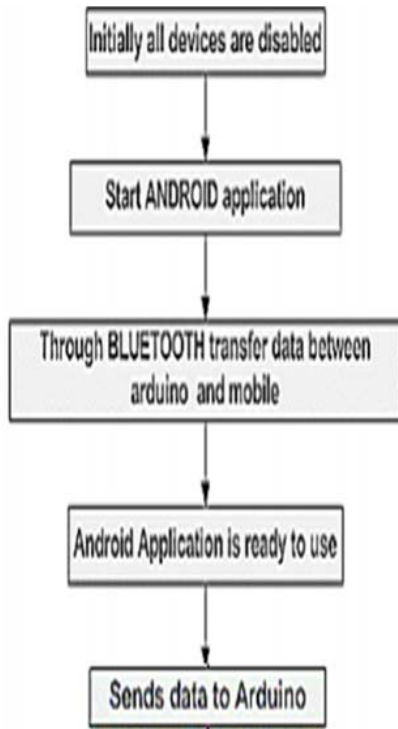 Initially all devices are disabled
Start ANDROID application
Through BLUETOOTH transfer data between
arduino and mobile
Android Application is ready to use
Sends data to Arduino